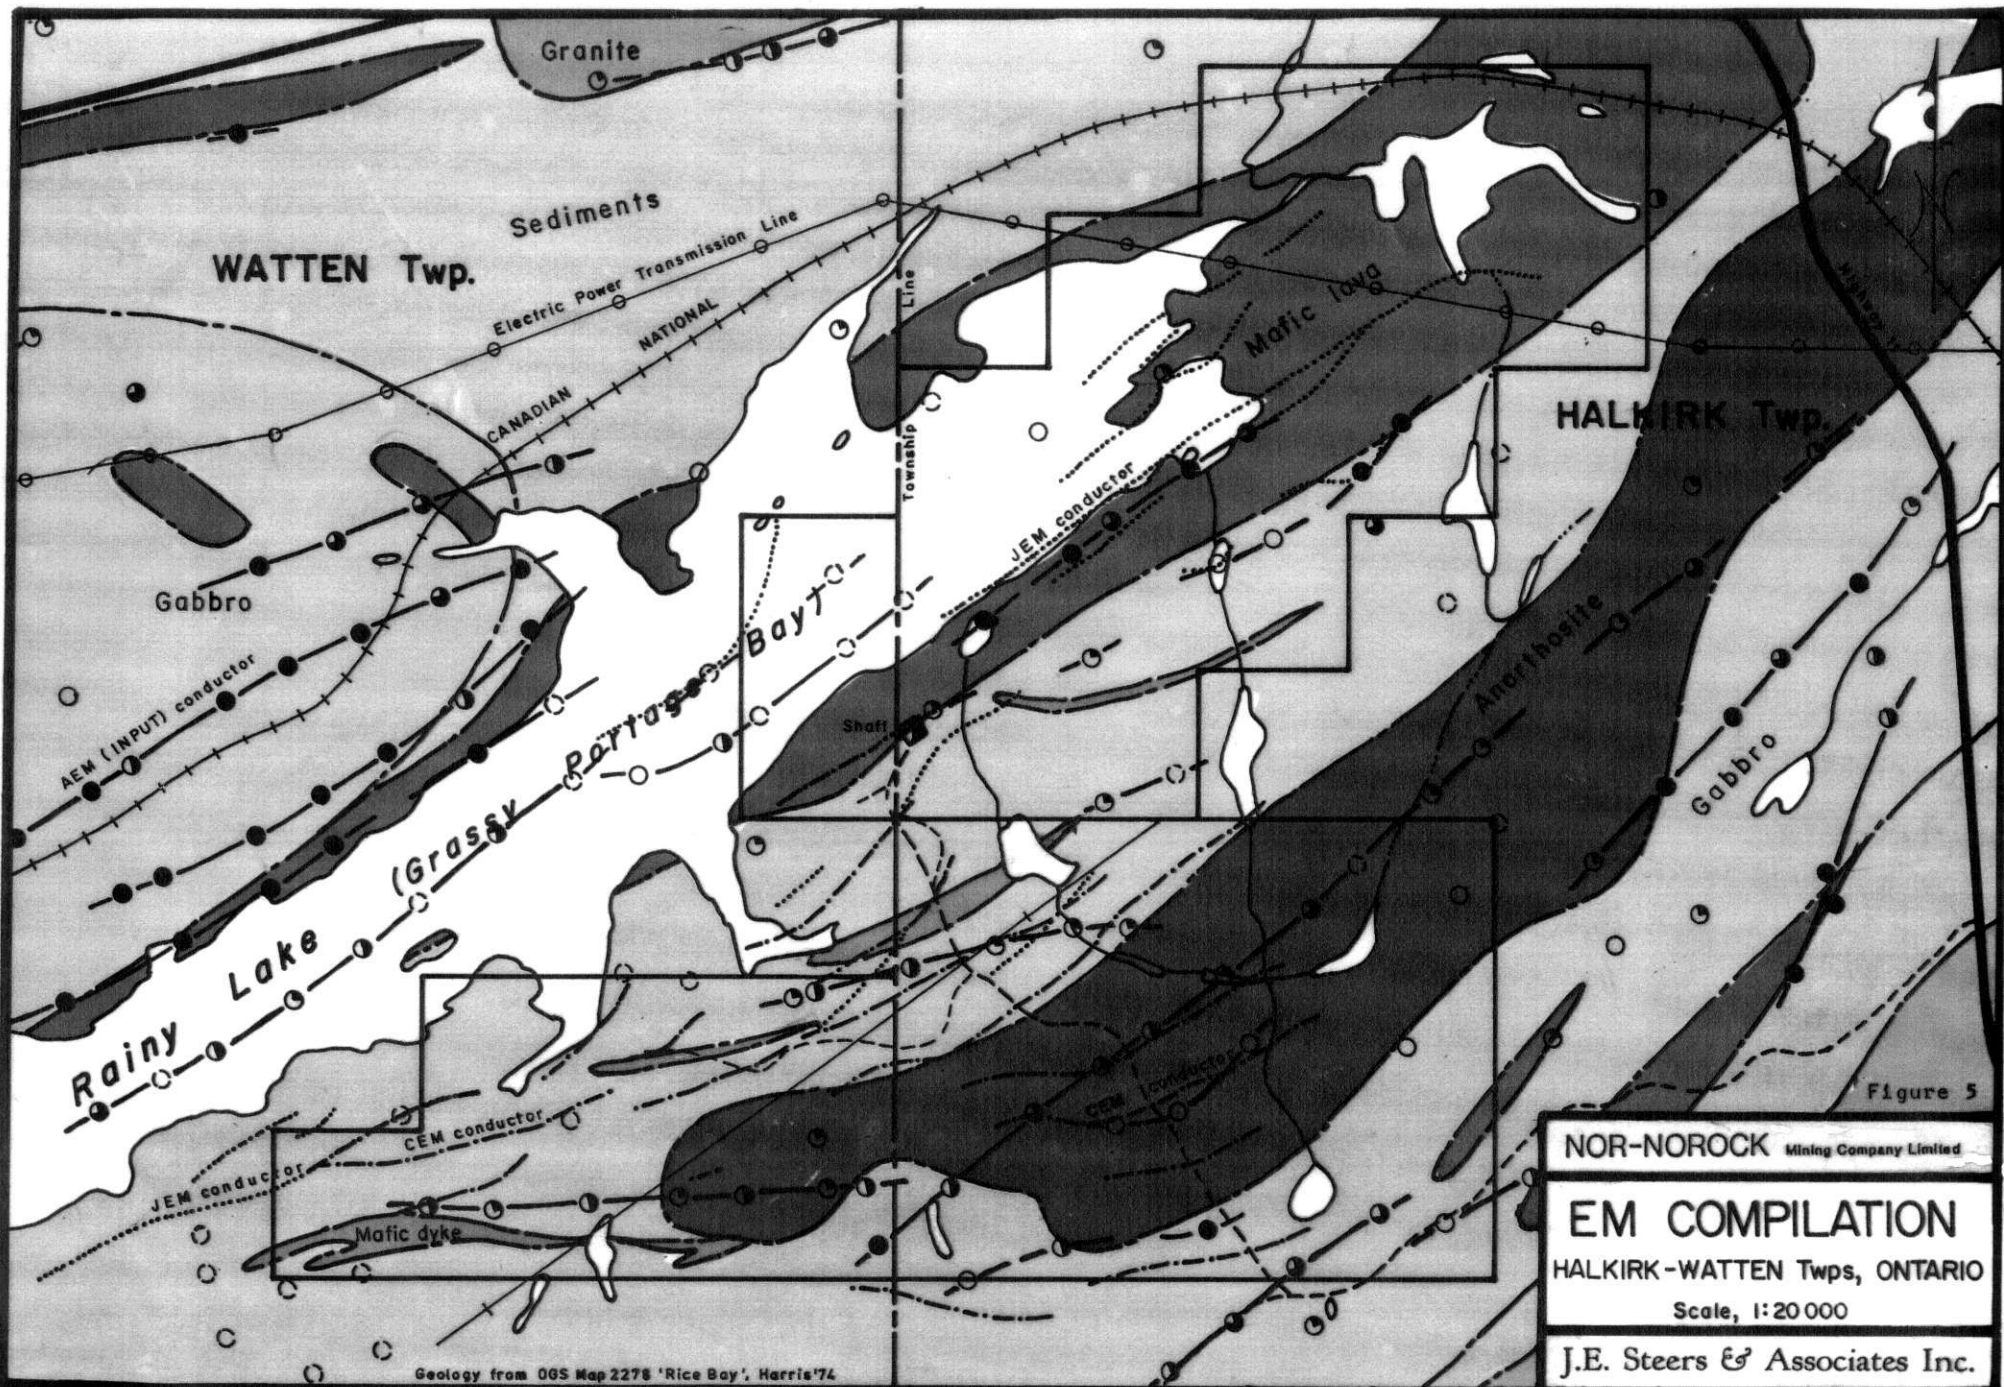 Granite
Sediments
WATTEN Twp.
Electric Power Transmission Line
CANADIAN NATIONAL
Township Line
Mafic lava
Highway
HALKIRK Twp.
JEM conductor
Gabbro
AEM (INPUT) conductor
Anorthosite
Shaft
Gabbro
Rainy Lake (Grassy Portage Bay)
CEM conductor
CEM conductor
JEM conductor
Mafic dyke
Figure 5
NOR-NOROCK Mining Company Limited
EM COMPILATION
HALKIRK-WATTEN Twps, ONTARIO
Scale, 1:20 000
J.E. Steers & Associates Inc.
Geology from OGS Map 2278 'Rice Bay', Harris '74